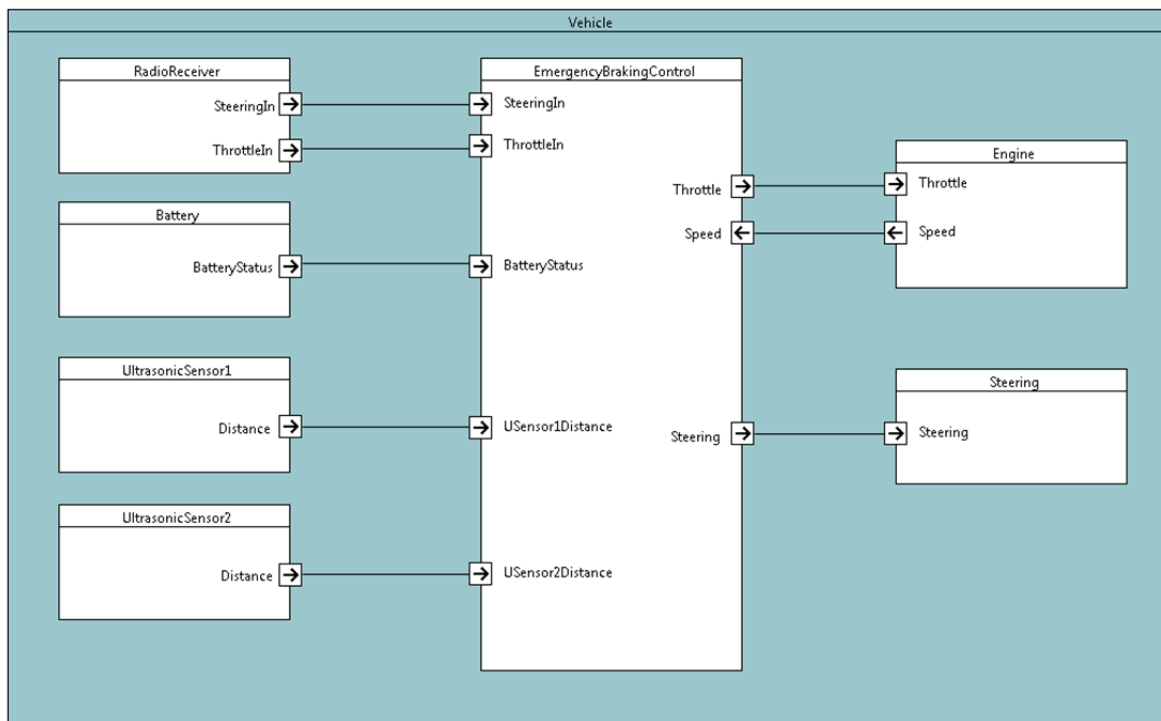 Vehicle
RadioReceiver
SteeringIn
ThrottleIn
Battery
BatteryStatus
UltrasonicSensor1
Distance
UltrasonicSensor2
Distance
EmergencyBrakingControl
SteeringIn
ThrottleIn
Throttle
Speed
BatteryStatus
USensor1Distance
Steering
USensor2Distance
Engine
Throttle
Speed
Steering
Steering